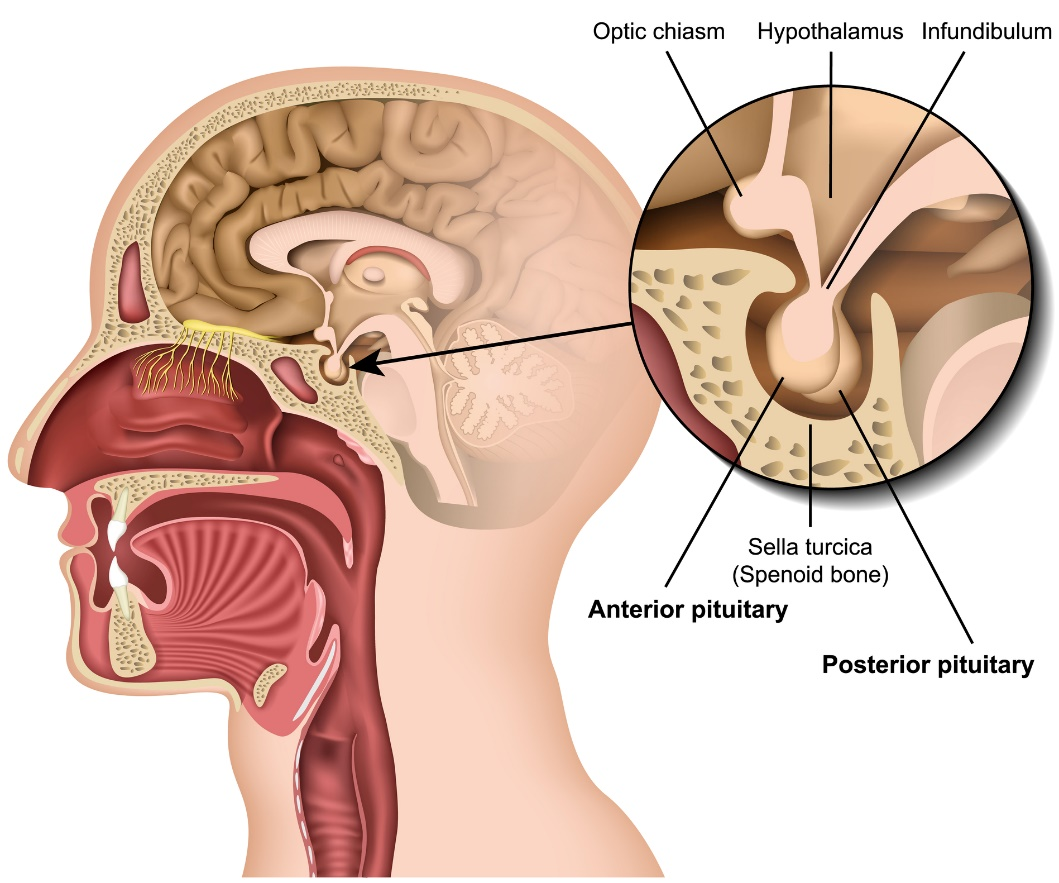 Optic chiasm
Hypothalamus
Infundibulum
Sella turcica
(Spenoid bone)
Anterior pituitary
Posterior pituitary